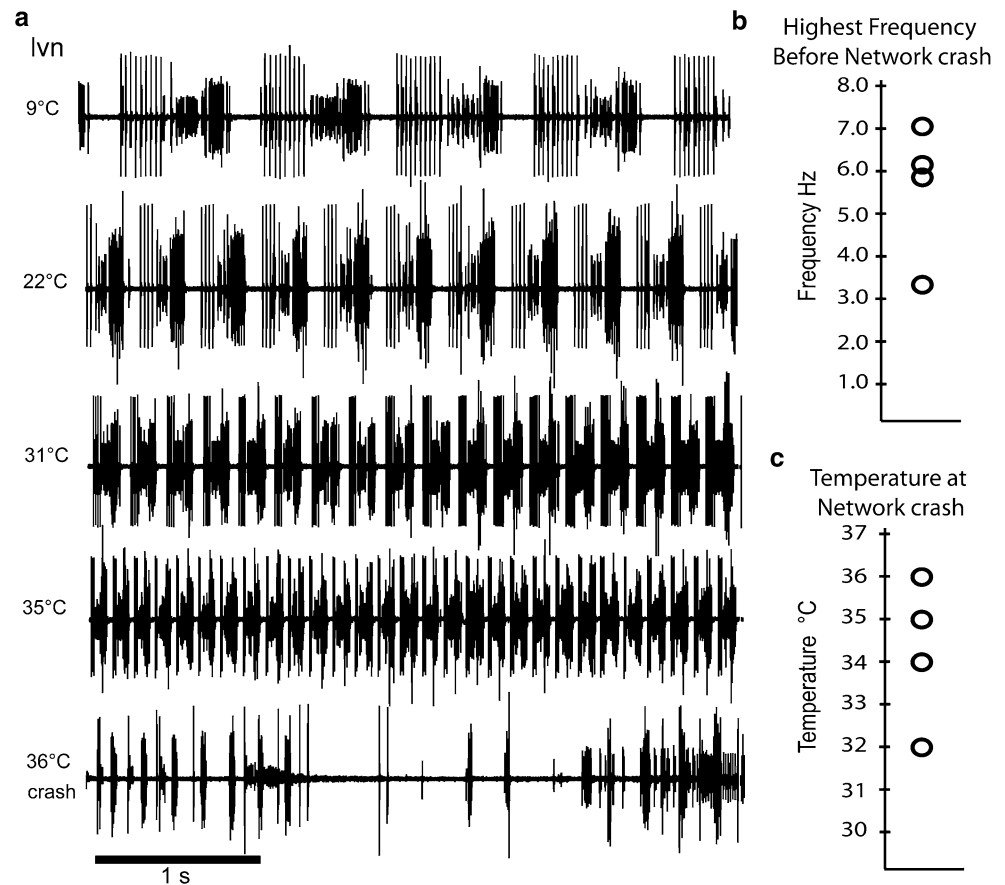 a
lvn
9°C
22°C
31°C
35°C
36°C
crash
1 s
b
Highest Frequency
Before Network crash
Frequency Hz
8.0
7.0
6.0
5.0
4.0
3.0
2.0
1.0
c
Temperature at
Network crash
Temperature °C
37
36
35
34
33
32
31
30